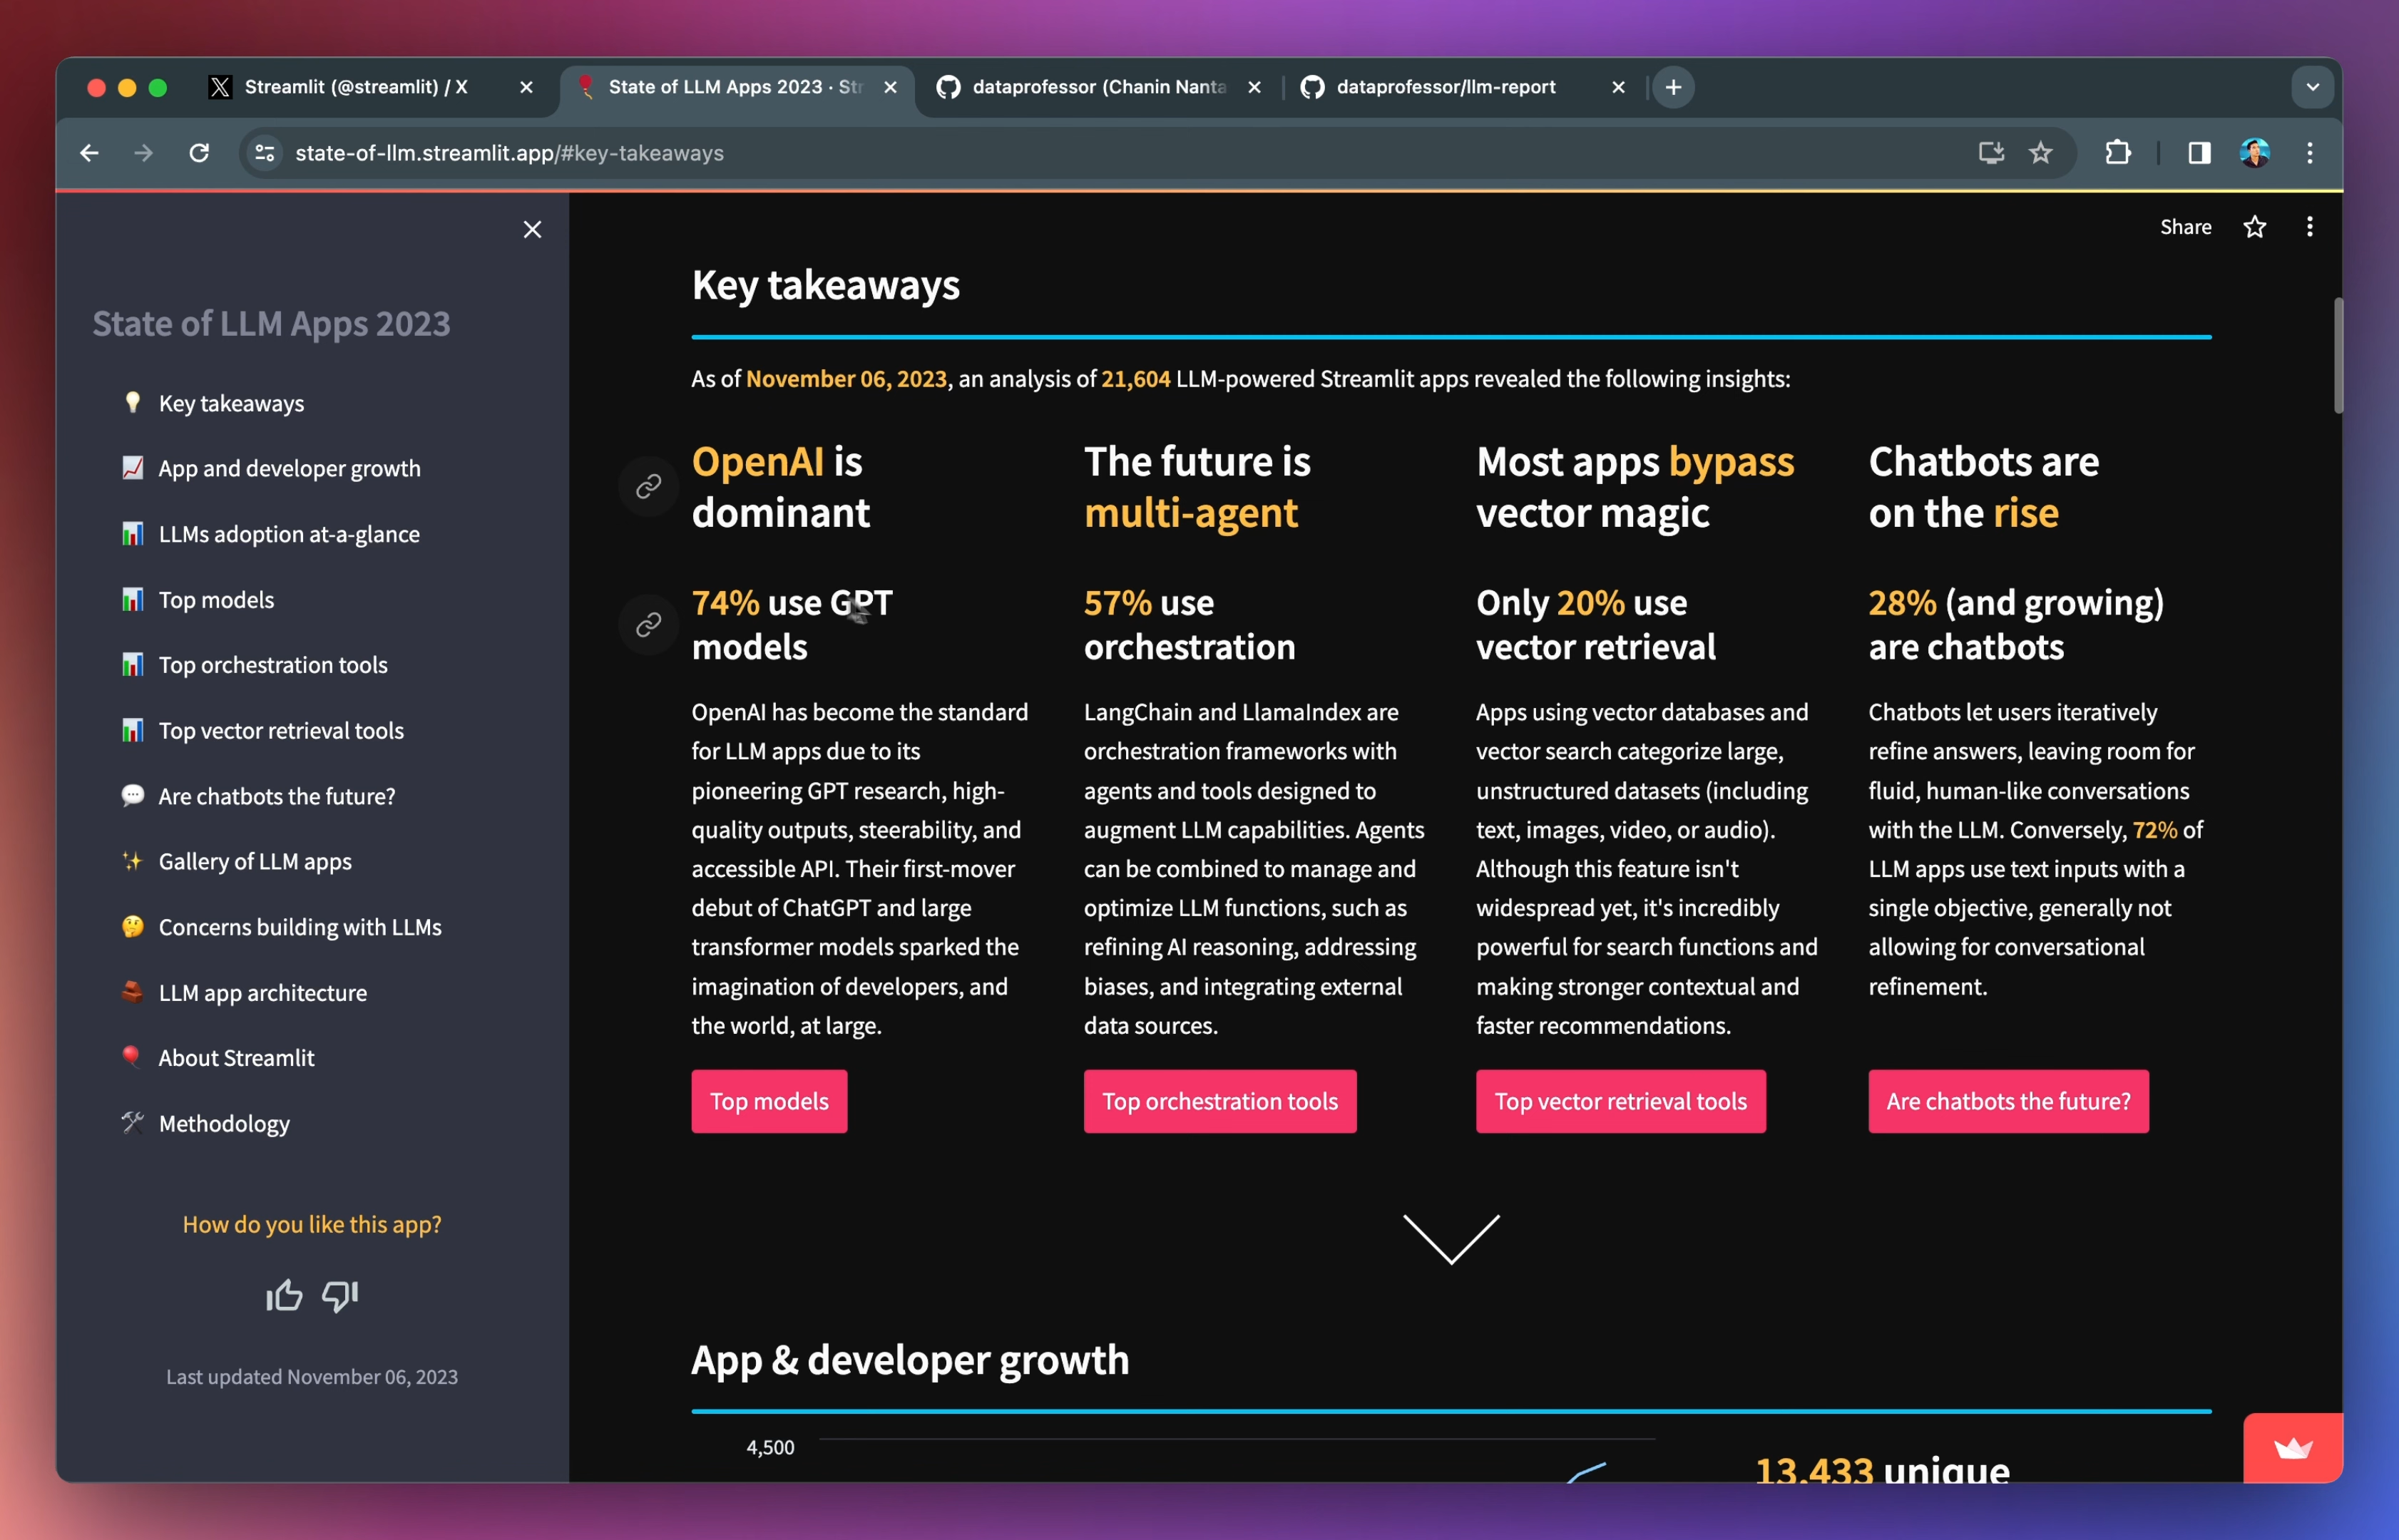 Streamlit (@streamlit) / X
State of LLM Apps 2023 · Str
dataprofessor (Chanin Nanta
dataprofessor/llm-report
state-of-llm.streamlit.app/#key-takeaways
Share
State of LLM Apps 2023
Key takeaways
App and developer growth
LLMs adoption at-a-glance
Top models
Top orchestration tools
Top vector retrieval tools
Are chatbots the future?
Gallery of LLM apps
Concerns building with LLMs
LLM app architecture
About Streamlit
Methodology
How do you like this app?
Last updated November 06, 2023
Key takeaways
As of November 06, 2023, an analysis of 21,604 LLM-powered Streamlit apps revealed the following insights:
OpenAI is
dominant
74% use GPT
models
OpenAI has become the standard
for LLM apps due to its
pioneering GPT research, high-
quality outputs, steerability, and
accessible API. Their first-mover
debut of ChatGPT and large
transformer models sparked the
imagination of developers, and
the world, at large.
Top models
The future is
multi-agent
57% use
orchestration
LangChain and LlamaIndex are
orchestration frameworks with
agents and tools designed to
augment LLM capabilities. Agents
can be combined to manage and
optimize LLM functions, such as
refining AI reasoning, addressing
biases, and integrating external
data sources.
Top orchestration tools
Most apps bypass
vector magic
Only 20% use
vector retrieval
Apps using vector databases and
vector search categorize large,
unstructured datasets (including
text, images, video, or audio).
Although this feature isn't
widespread yet, it's incredibly
powerful for search functions and
making stronger contextual and
faster recommendations.
Top vector retrieval tools
Chatbots are
on the rise
28% (and growing)
are chatbots
Chatbots let users iteratively
refine answers, leaving room for
fluid, human-like conversations
with the LLM. Conversely, 72% of
LLM apps use text inputs with a
single objective, generally not
allowing for conversational
refinement.
Are chatbots the future?
App & developer growth
4,500
13,433 unique